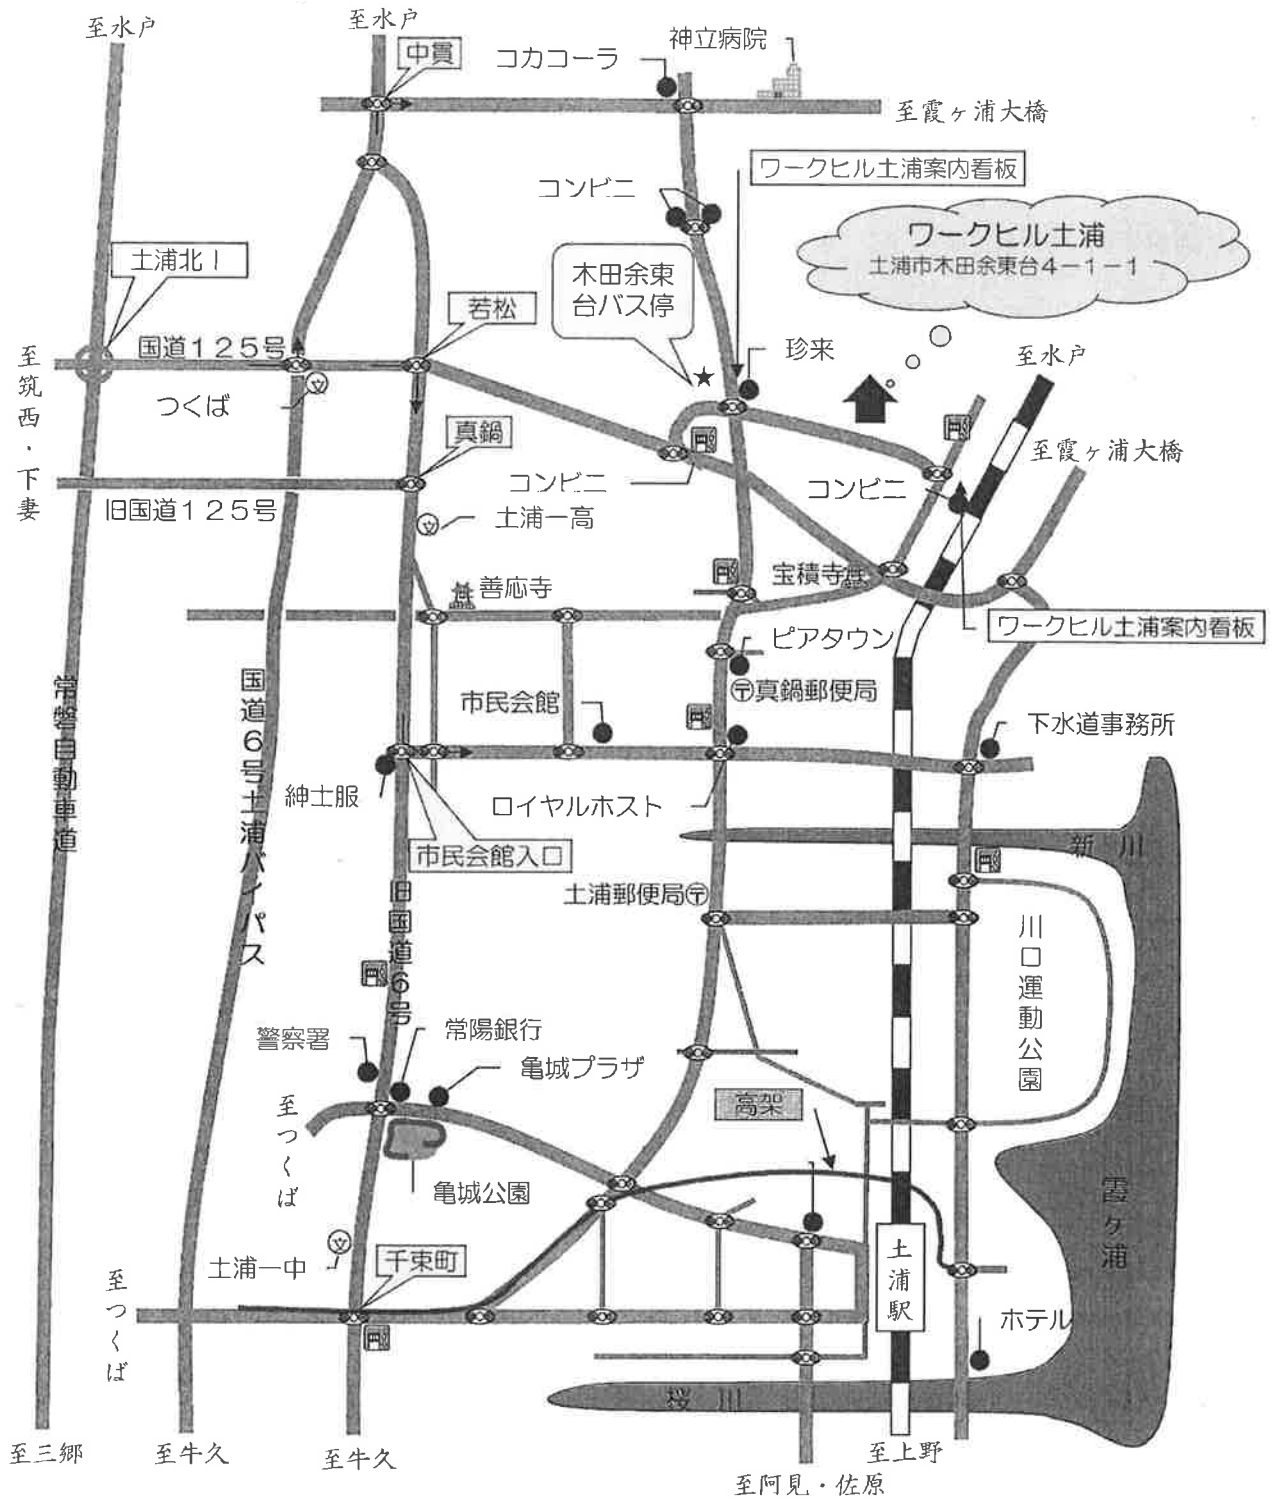 至水戸
至水戸
中貫
コカコーラ
神立病院
至霞ヶ浦大橋
コンビニ
ワークヒル土浦案内看板
ワークヒル土浦
土浦市木田余東台4-1-1
土浦北I
木田余東
台バス停
若松
国道125号
至筑西・下妻
つくば
珍来
至水戸
真鍋
旧国道125号
コンビニ
コンビニ
至霞ヶ浦大橋
土浦一高
善応寺
宝積寺
ワークヒル土浦案内看板
ピアタウン
〒真鍋郵便局
市民会館
下水道事務所
常磐自動車道
国道6号土浦バイパス
紳士服
ロイヤルホスト
市民会館入口
新川
旧国道6号
土浦郵便局〒
川口運動公園
警察署
常陽銀行
亀城プラザ
高架
至つくば
亀城公園
霞ヶ浦
土浦一中
千束町
土浦駅
至つくば
ホテル
桜川
至三郷
至牛久
至牛久
至上野
至阿見・佐原